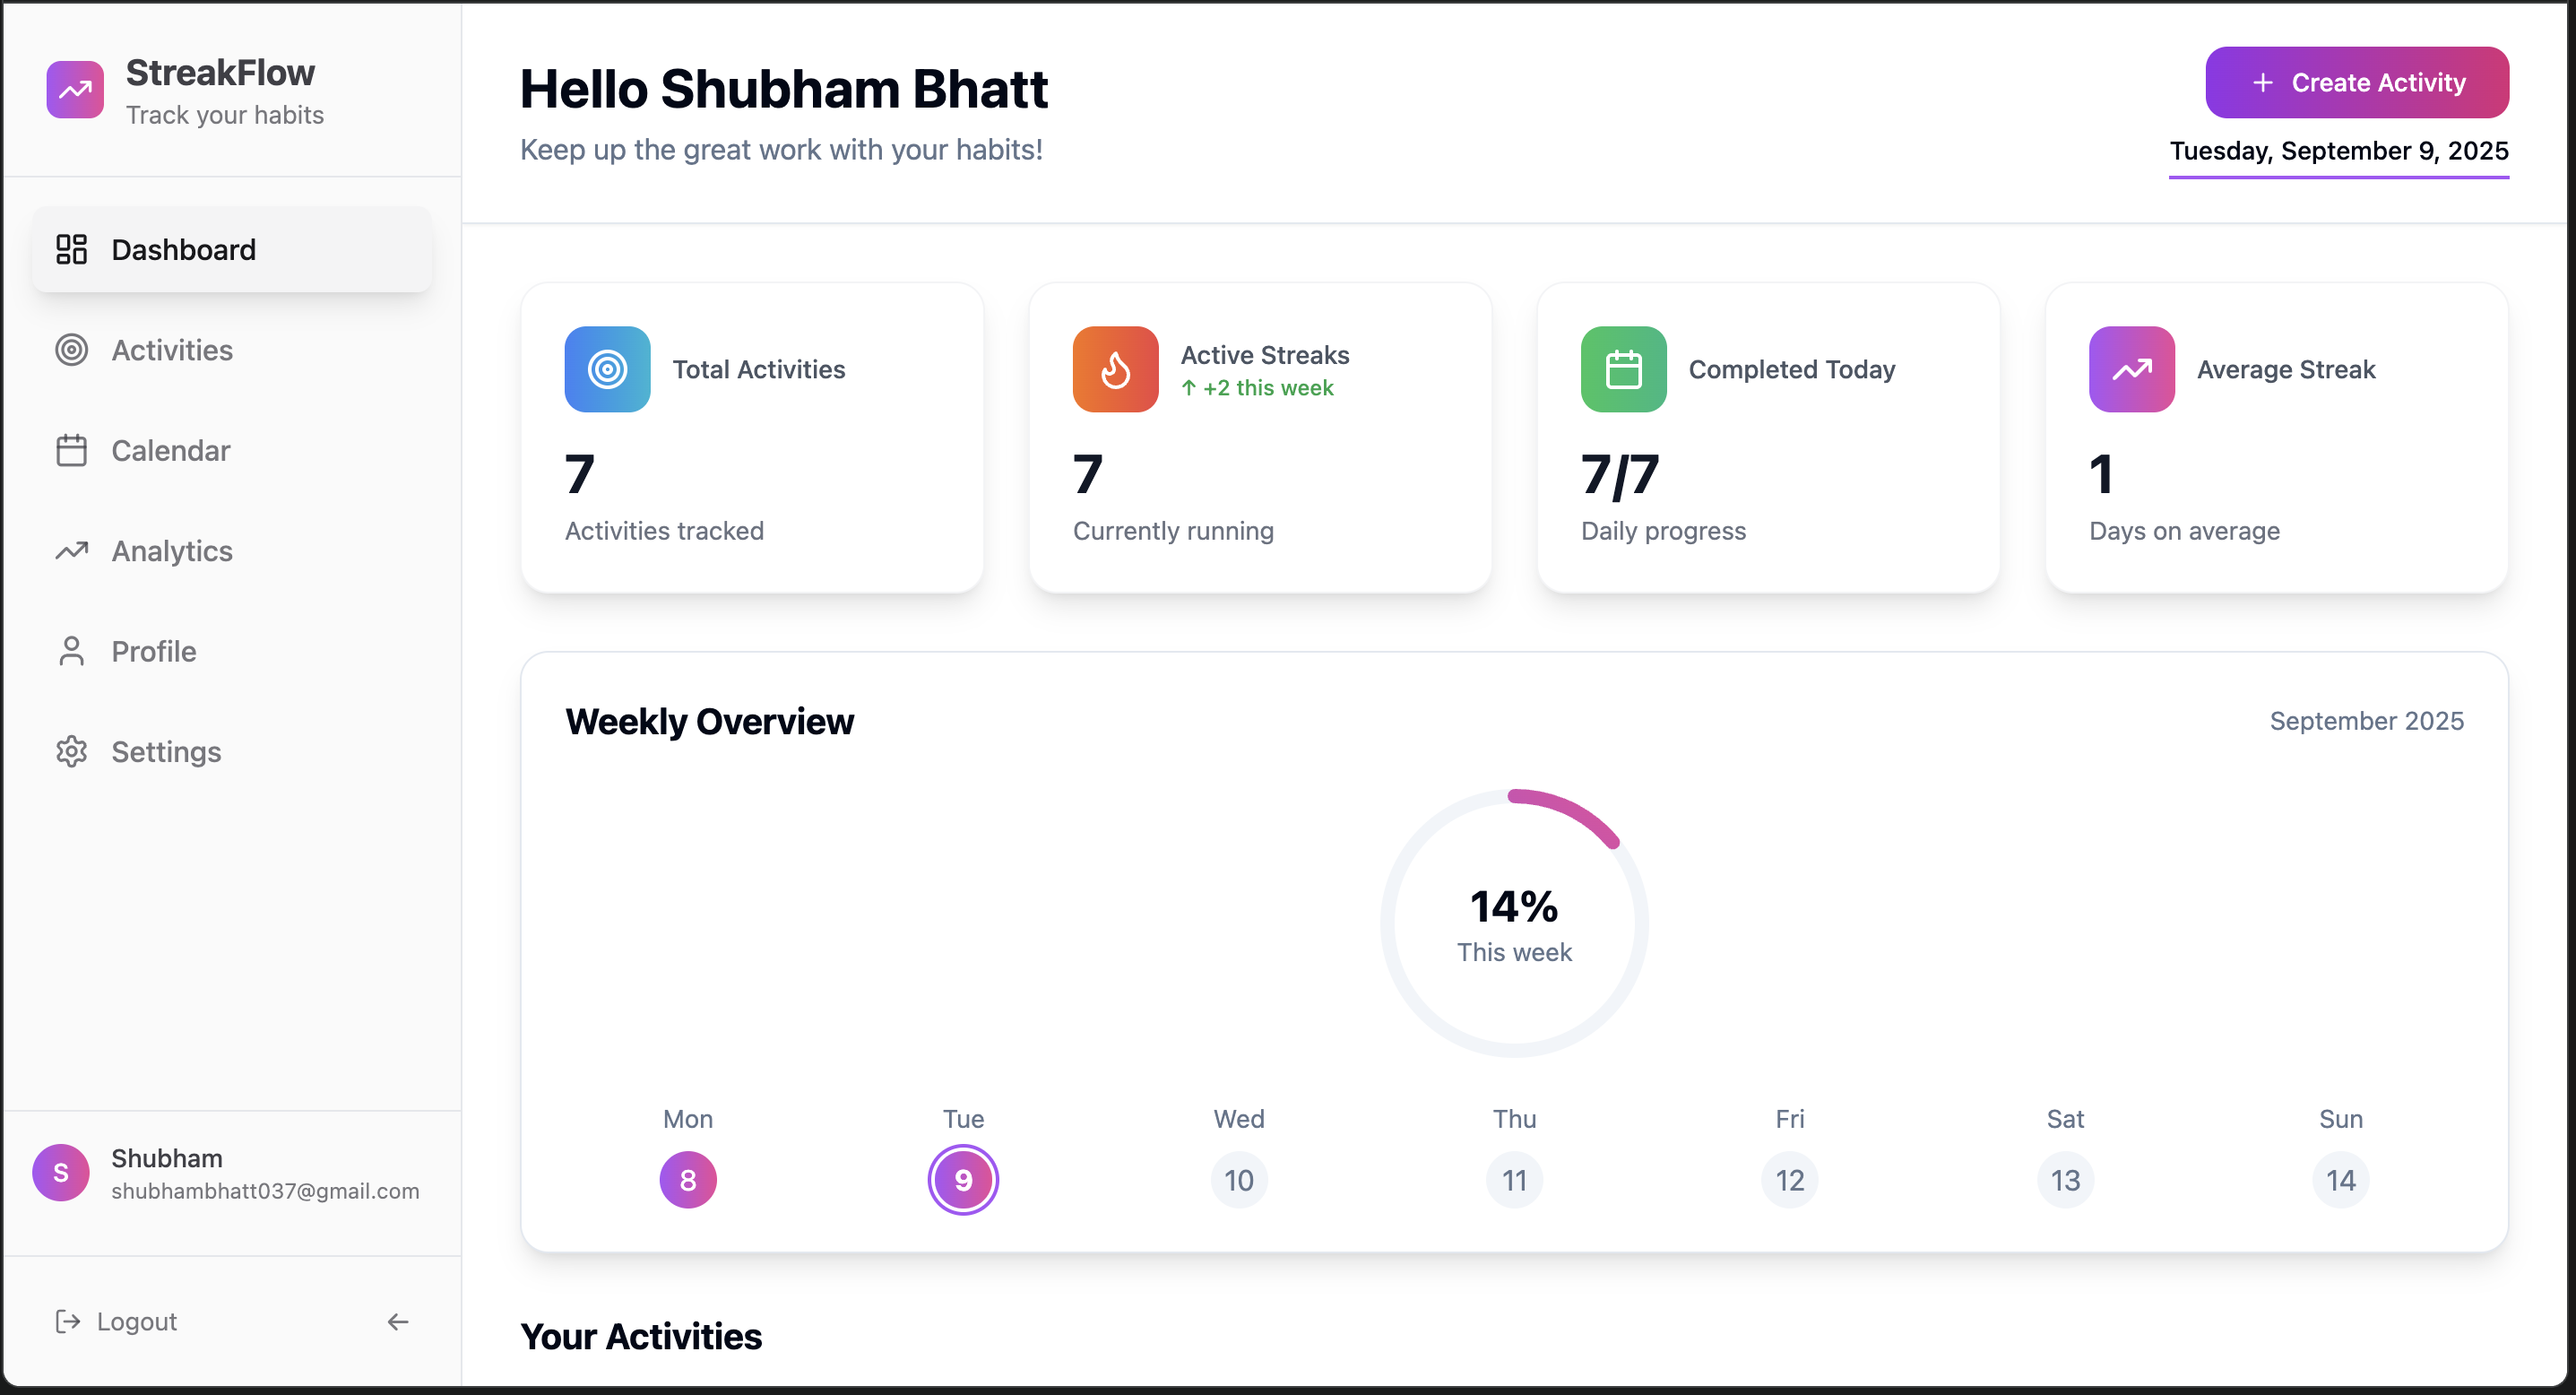 StreakFlow
Track your habits
Dashboard
Activities
Calendar
Analytics
Profile
Settings
S
Shubham
shubhambhatt037@gmail.com
Logout
Hello Shubham Bhatt
Keep up the great work with your habits!
+ Create Activity
Tuesday, September 9, 2025
Total Activities
7
Activities tracked
Active Streaks
↑ +2 this week
7
Currently running
Completed Today
7/7
Daily progress
Average Streak
1
Days on average
Weekly Overview
September 2025
14%
This week
Mon Tue Wed Thu Fri Sat Sun
8 9 10 11 12 13 14
Your Activities